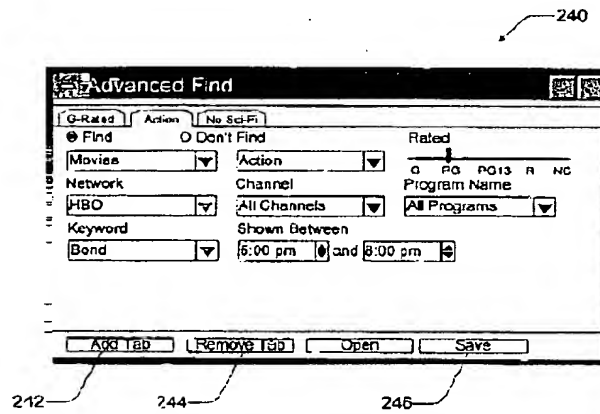 240
Advanced Find
G-Rated Action No Sci-Fi
Find Don't Find Rated
Movies Action
G PG PG13 R NC
Network Channel Program Name
HBO All Channels All Programs
Keyword Shown Between
Bond 6:00 pm and 8:00 pm
Add Tab Remove Tab Open Save
242 244 246